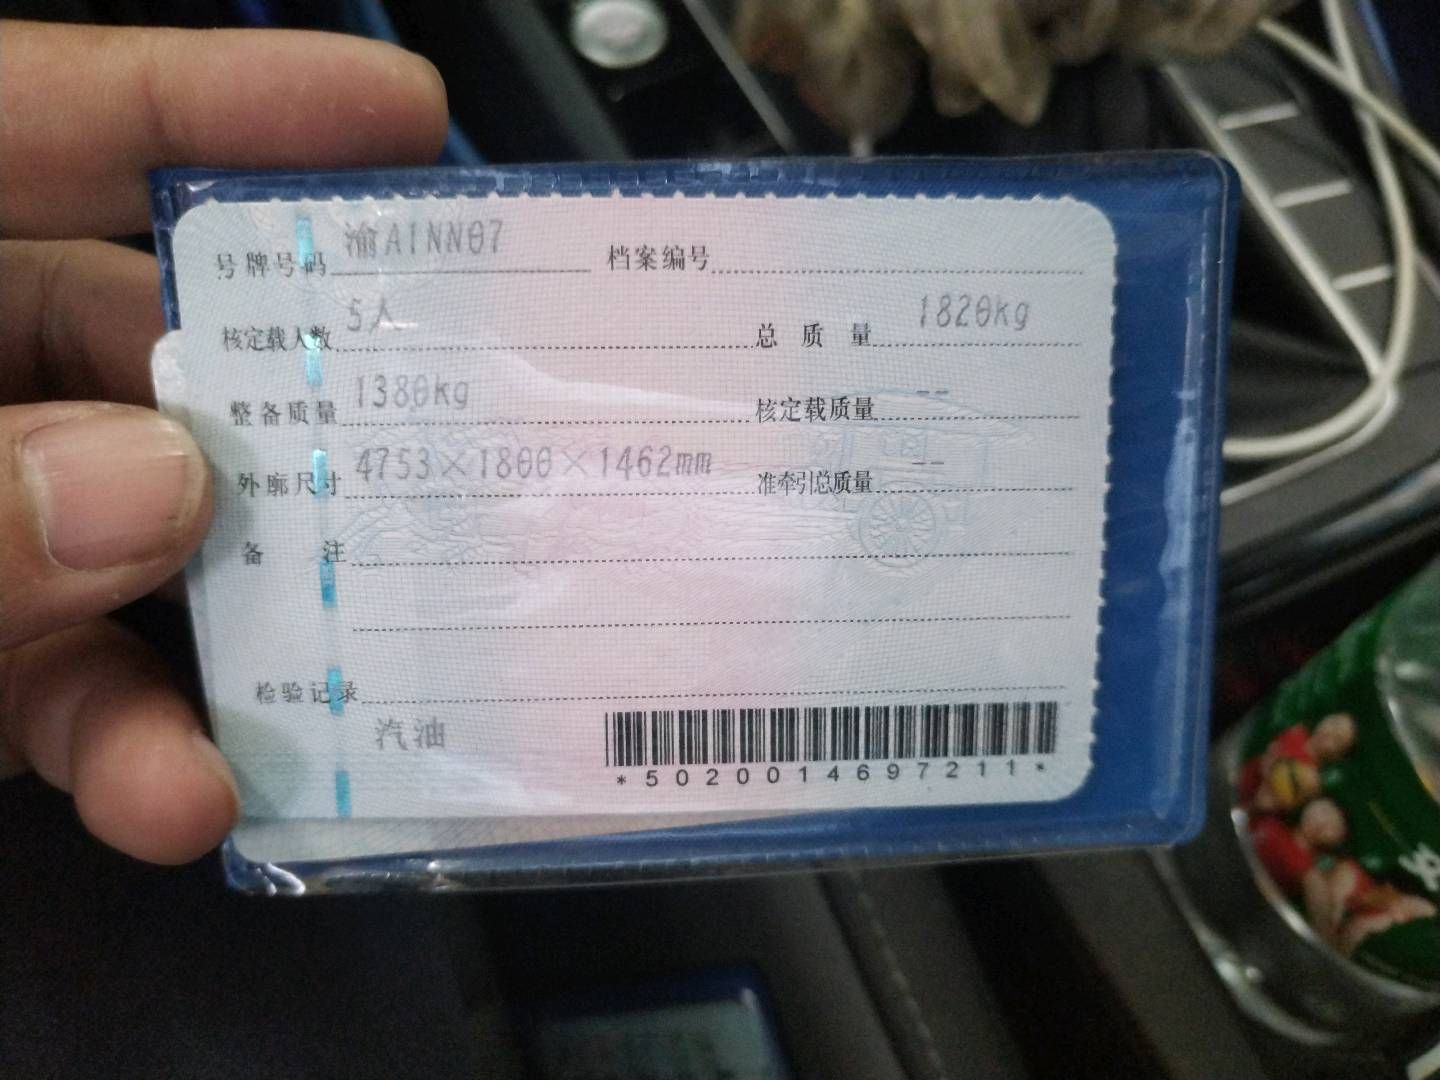 号牌号码 渝A1NN07 档案编号
核定载人数 5人 总质量 1820kg
整备质量 1380kg 核定载质量 --
外廓尺寸 4753×1800×1462mm 准牵引总质量 --
备注
检验记录
汽油
*5020014697211*